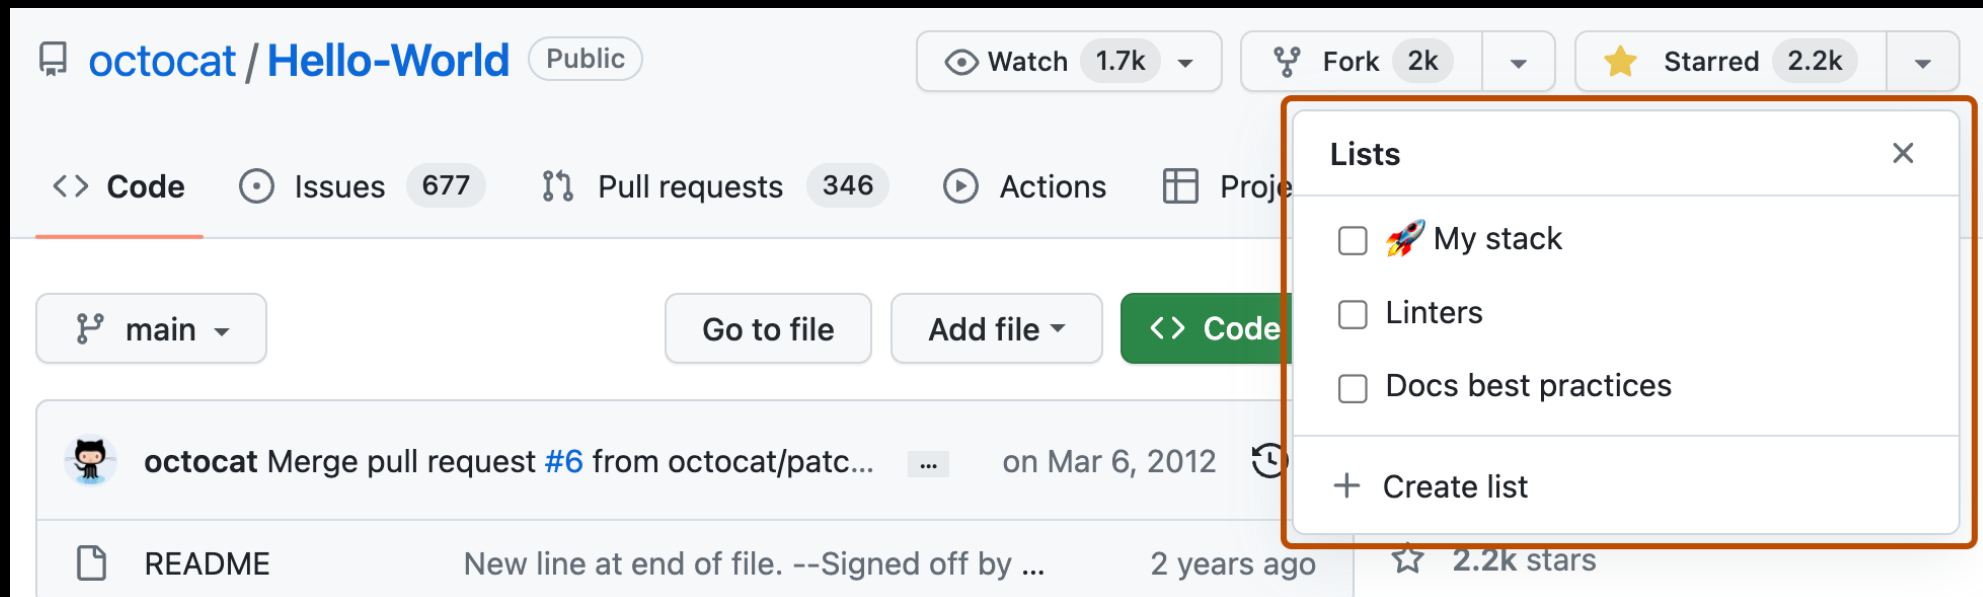 octocat / Hello-World Public Watch 1.7k Fork 2k Starred 2.2k
Code Issues 677 Pull requests 346 Actions
Lists
🚀 My stack
Linters
Docs best practices
+ Create list
main Go to file Add file Code
octocat Merge pull request #6 from octocat/patc... ... on Mar 6, 2012
README New line at end of file. --Signed off by ... 2 years ago
2.2k stars